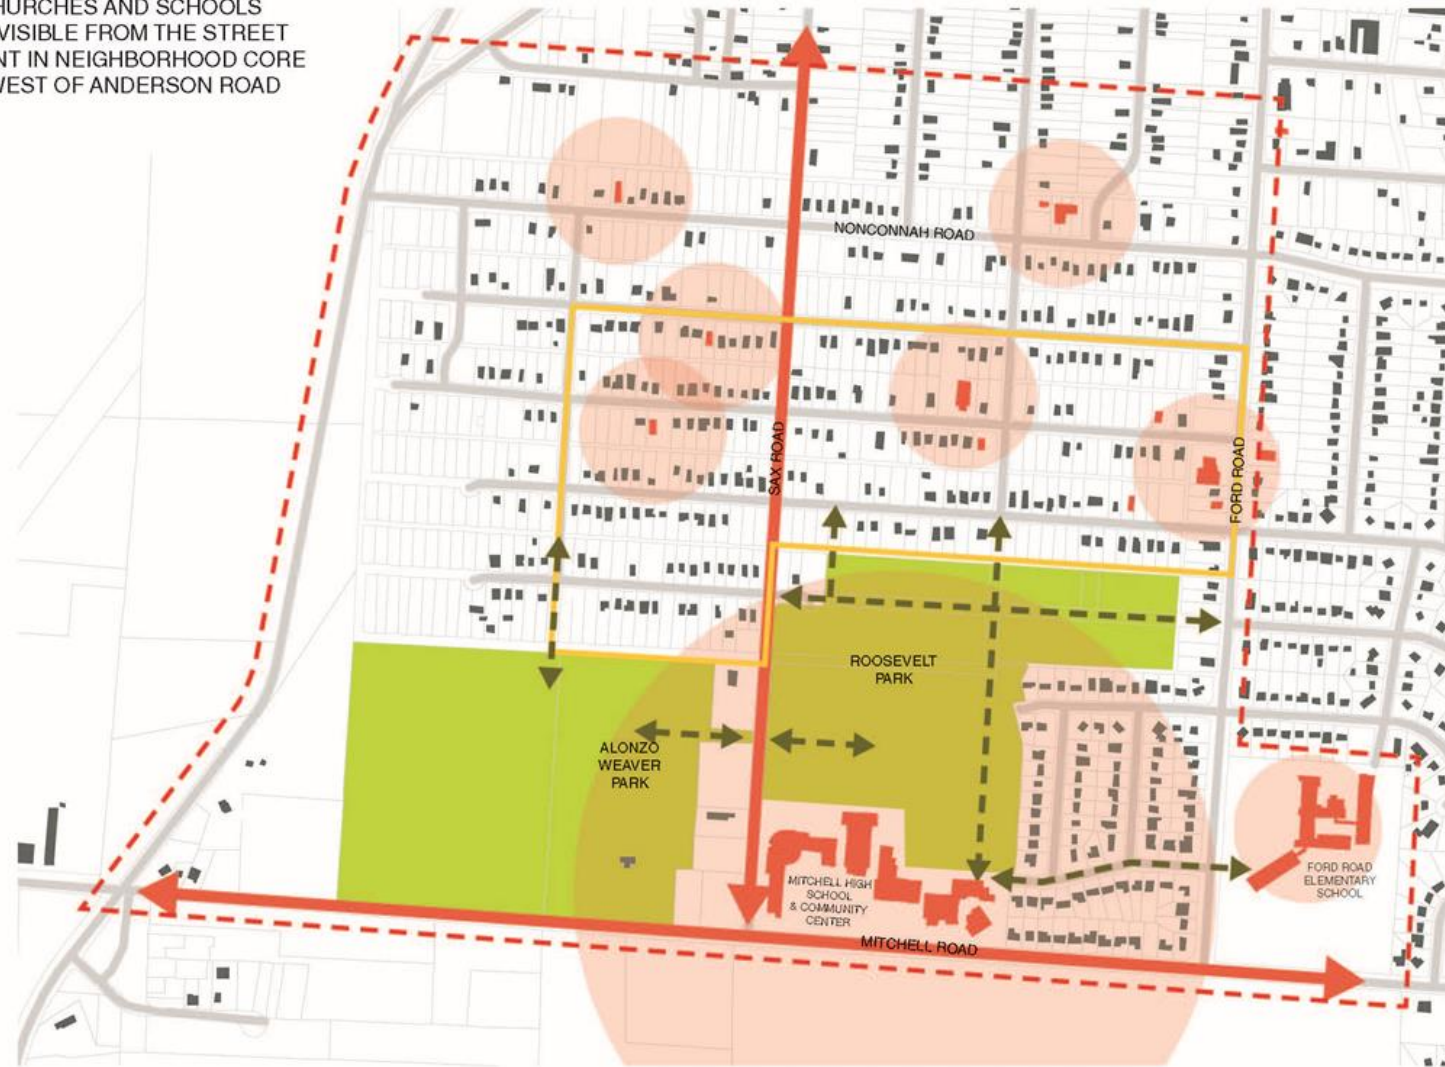 HURCHES AND SCHOOLS
VISIBLE FROM THE STREET
NT IN NEIGHBORHOOD CORE
WEST OF ANDERSON ROAD
NONCONNAH ROAD
SAX ROAD
FORD ROAD
ROOSEVELT
PARK
ALONZO
WEAVER
PARK
MITCHELL HIGH
SCHOOL
& COMMUNITY
CENTER
FORD ROAD
ELEMENTARY
SCHOOL
MITCHELL ROAD